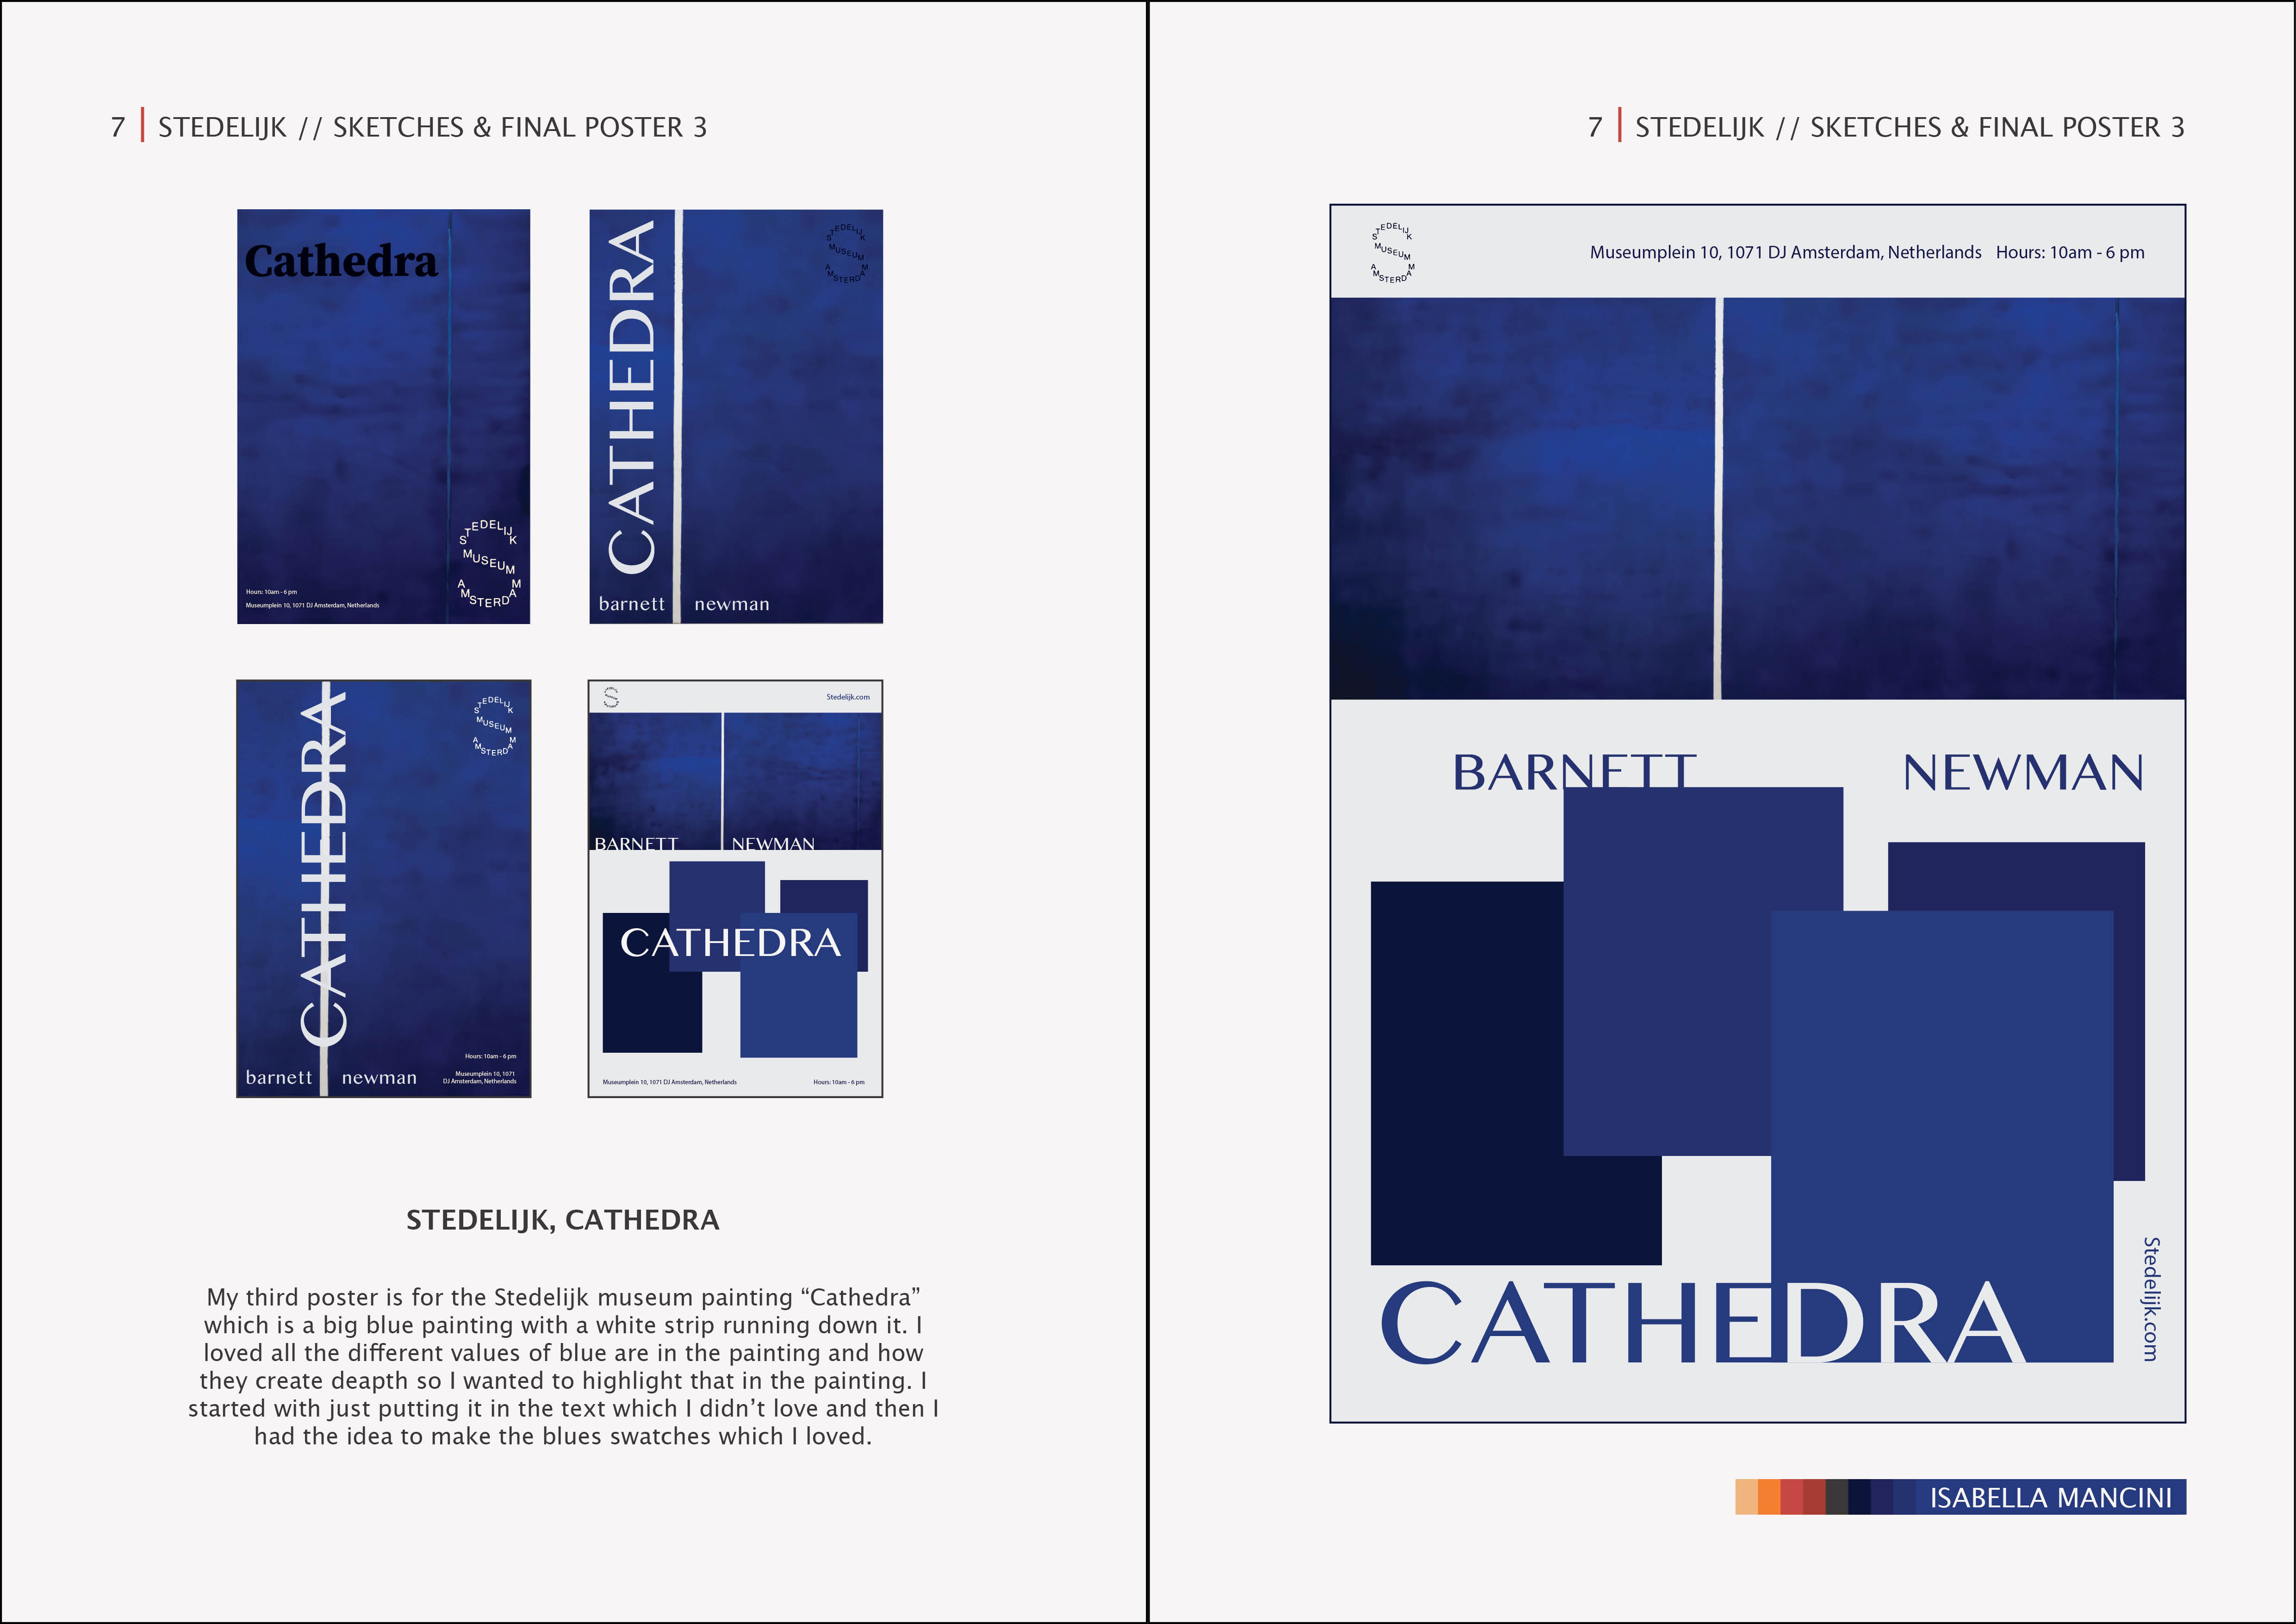 7 | STEDELIJK // SKETCHES & FINAL POSTER 3
Cathedra
STEDELIJK
MUSEUM
AMSTERDAM
Hours: 10am - 6 pm
Museumplein 10, 1071 DJ Amsterdam, Netherlands
CATHEDRA
STEDELIJK
MUSEUM
AMSTERDAM
barnett newman
CATHEDRA
STEDELIJK
MUSEUM
AMSTERDAM
Hours: 10am - 6 pm
Museumplein 10, 1071
DJ Amsterdam, Netherlands
barnett newman
Stedelijk.com
BARNETT NEWMAN
CATHEDRA
Museumplein 10, 1071 DJ Amsterdam, Netherlands Hours: 10am - 6 pm
STEDELIJK, CATHEDRA
My third poster is for the Stedelijk museum painting “Cathedra”
which is a big blue painting with a white strip running down it. I
loved all the different values of blue are in the painting and how
they create deapth so I wanted to highlight that in the painting. I
started with just putting it in the text which I didn’t love and then I
had the idea to make the blues swatches which I loved.
7 | STEDELIJK // SKETCHES & FINAL POSTER 3
STEDELIJK
MUSEUM
AMSTERDAM
Museumplein 10, 1071 DJ Amsterdam, Netherlands Hours: 10am - 6 pm
BARNETT NEWMAN
CATHEDRA
Stedelijk.com
ISABELLA MANCINI